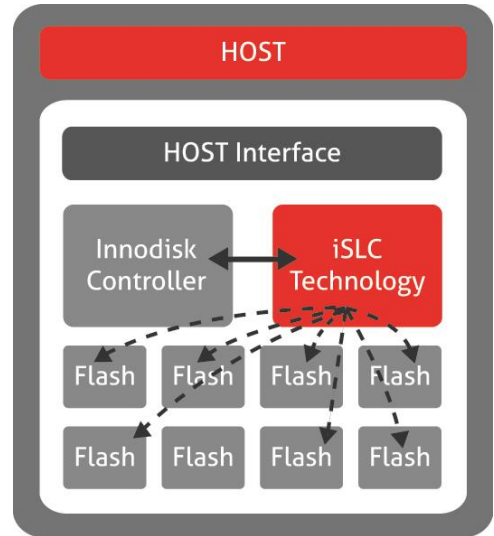 HOST
HOST Interface
Innodisk
Controller
iSLC
Technology
Flash Flash Flash Flash
Flash Flash Flash Flash